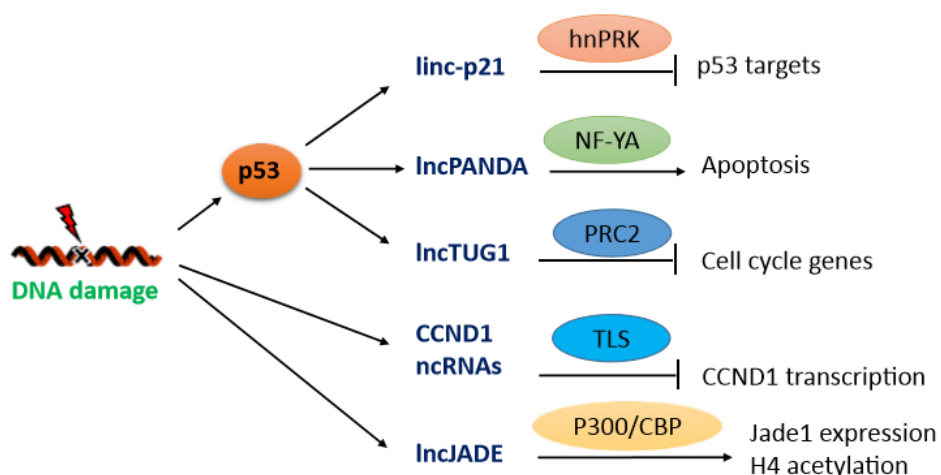 hnPRK
linc-p21
p53 targets
NF-YA
p53
lncPANDA
Apoptosis
PRC2
lncTUG1
Cell cycle genes
X
DNA damage
CCND1
ncRNAs
TLS
CCND1 transcription
P300/CBP
lncJADE
Jade1 expression
H4 acetylation